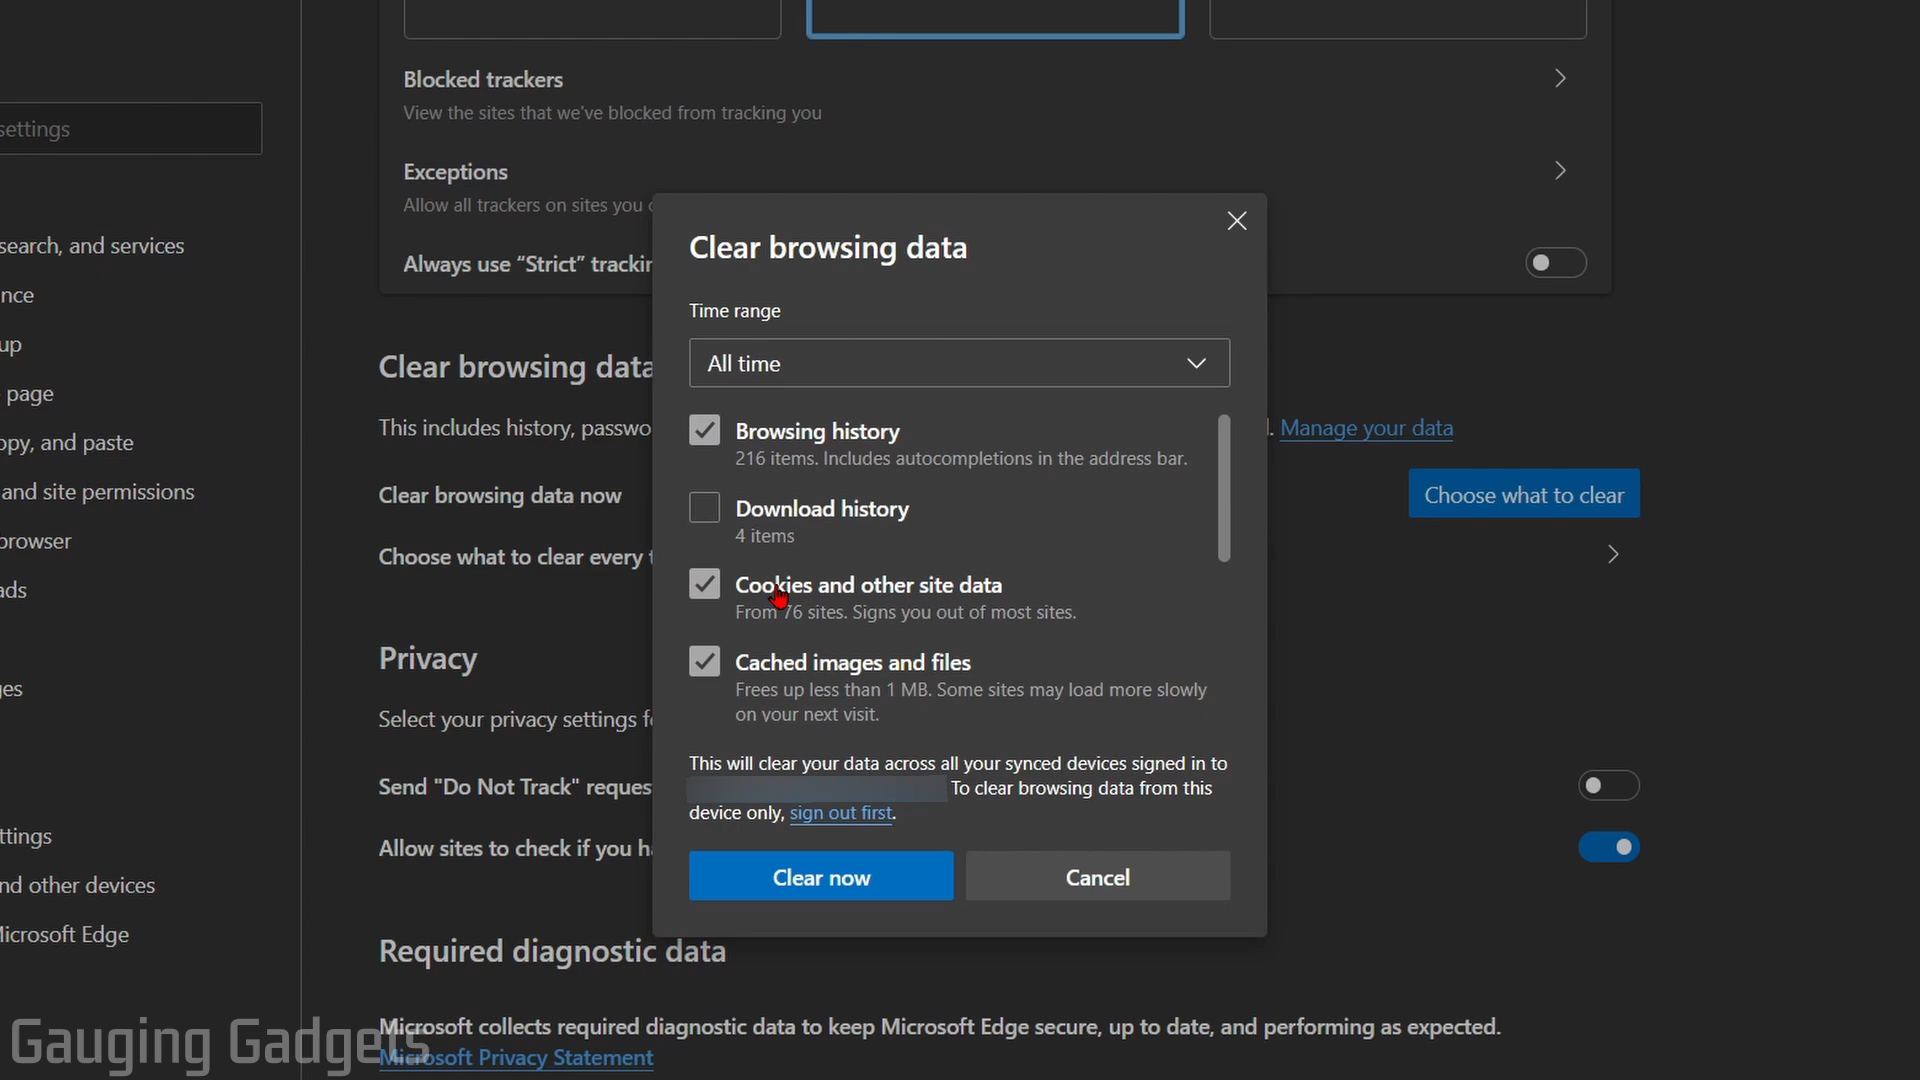 Blocked trackers
View the sites that we've blocked from tracking you
settings
Exceptions
Allow all trackers on sites you
search, and services
Always use “Strict”
nce
up
page
and paste
and site permissions
browser
ads
ttings
nd other devices
Microsoft Edge
Clear browsing data
This includes history,
Manage your data
Clear browsing data now
Choose what to clear
Choose what to clear every
Privacy
Select your privacy settings
Send "Do Not Track"
Allow sites to check if you
Clear browsing data
Time range
All time
Browsing history
216 items. Includes autocompletions in the address bar.
Download history
4 items
Cookies and other site data
From 76 sites. Signs you out of most sites.
Cached images and files
Frees up less than 1 MB. Some sites may load more slowly
on your next visit.
This will clear your data across all your synced devices signed in to
To clear browsing data from this
device only, sign out first.
Clear now
Cancel
Required diagnostic data
Microsoft collects required diagnostic data to keep Microsoft Edge secure, up to date, and performing as expected.
Microsoft Privacy Statement
Gauging Gadgets